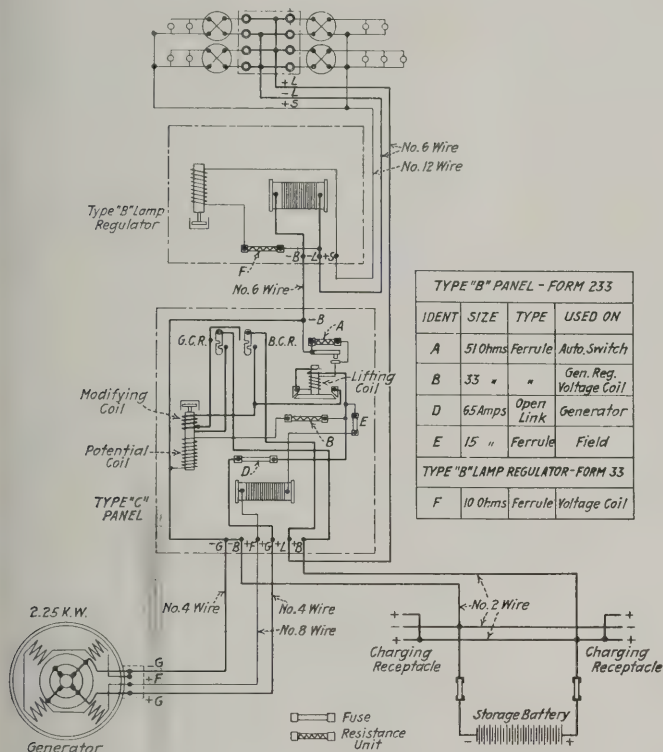 +
+L
-L
+S
No. 6 Wire
No. 12 Wire
Type "B" Lamp
Regulator
F
-B -L +S
No. 6 Wire
-B
A
G.C.R.
B.C.R.
Lifting
Coil
Modifying
Coil
E
B
Potential
Coil
D
TYPE "C"
PANEL
-G -B +F +G +L +B
TYPE "B" PANEL - FORM 233
IDENT SIZE TYPE USED ON
A 51 Ohms Ferrule Auto. Switch
B 33 " " Gen. Reg. Voltage Coil
D 65 Amps Open Link Generator
E 15 " Ferrule Field
TYPE "B" LAMP REGULATOR-FORM 33
F 10 Ohms Ferrule Voltage Coil
No. 4 Wire
No. 4 Wire
No. 8 Wire
No. 2 Wire
2.25 K.W.
-G
+F
+G
Generator
+ +
- -
+ +
Charging
Receptacle
Charging
Receptacle
Storage Battery
- +
Fuse
Resistance
Unit